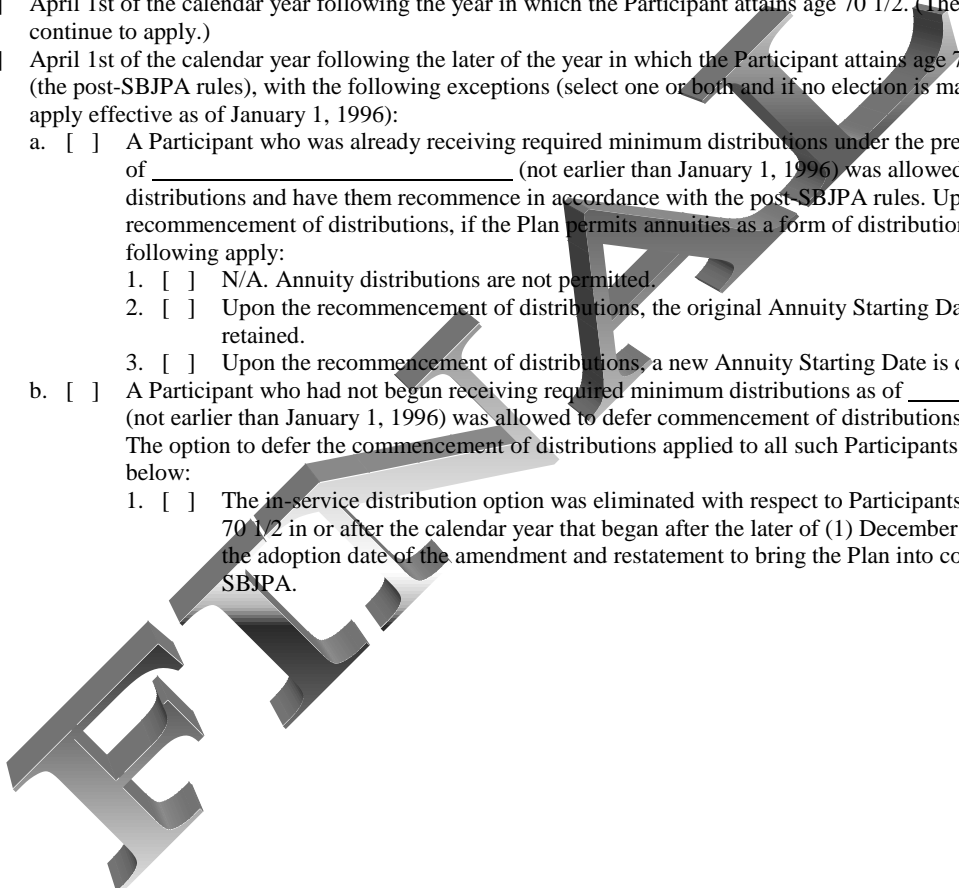 April 1st of the calendar year following the year in which the Participant attains age 70 1/2. (The
continue to apply.)
April 1st of the calendar year following the later of the year in which the Participant attains age 7
(the post-SBJPA rules), with the following exceptions (select one or both and if no election is ma
apply effective as of January 1, 1996):
a. [ ] A Participant who was already receiving required minimum distributions under the pre
of ______________ (not earlier than January 1, 1996) was allowed
distributions and have them recommence in accordance with the post-SBJPA rules. Up
recommencement of distributions, if the Plan permits annuities as a form of distribution
following apply:
1. [ ] N/A. Annuity distributions are not permitted.
2. [ ] Upon the recommencement of distributions, the original Annuity Starting Da
retained.
3. [ ] Upon the recommencement of distributions, a new Annuity Starting Date is c
b. [ ] A Participant who had not begun receiving required minimum distributions as of ____
(not earlier than January 1, 1996) was allowed to defer commencement of distributions
The option to defer the commencement of distributions applied to all such Participants
below:
1. [ ] The in-service distribution option was eliminated with respect to Participants
70 1/2 in or after the calendar year that began after the later of (1) December
the adoption date of the amendment and restatement to bring the Plan into co
SBJPA.
FINAL